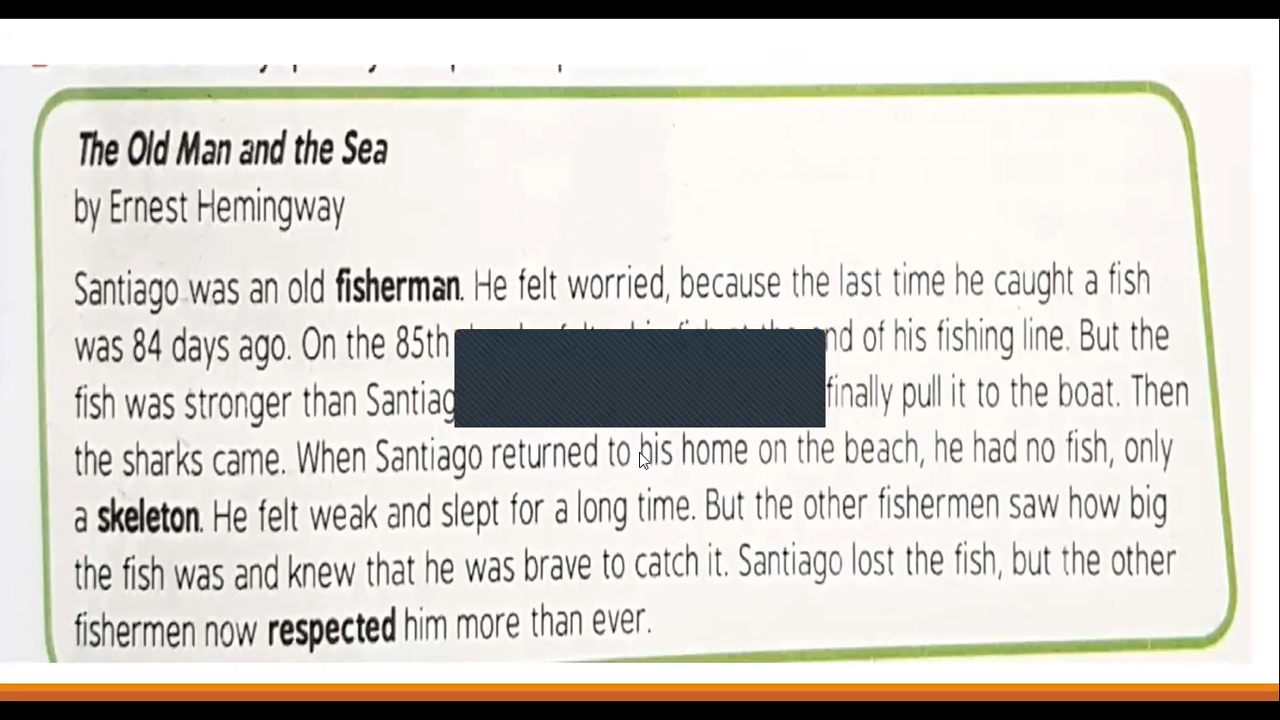 The Old Man and the Sea
by Ernest Hemingway
Santiago was an old fisherman. He felt worried, because the last time he caught a fish
was 84 days ago. On the 85th of his fishing line. But the
fish was stronger than finally pull it to the boat. Then
the sharks came. When Santiago returned to his home on the beach, he had no fish, only
a skeleton. He felt weak and slept for a long time. But the other fishermen saw how big
the fish was and knew that he was brave to catch it. Santiago lost the fish, but the other
fishermen now respected him more than ever.